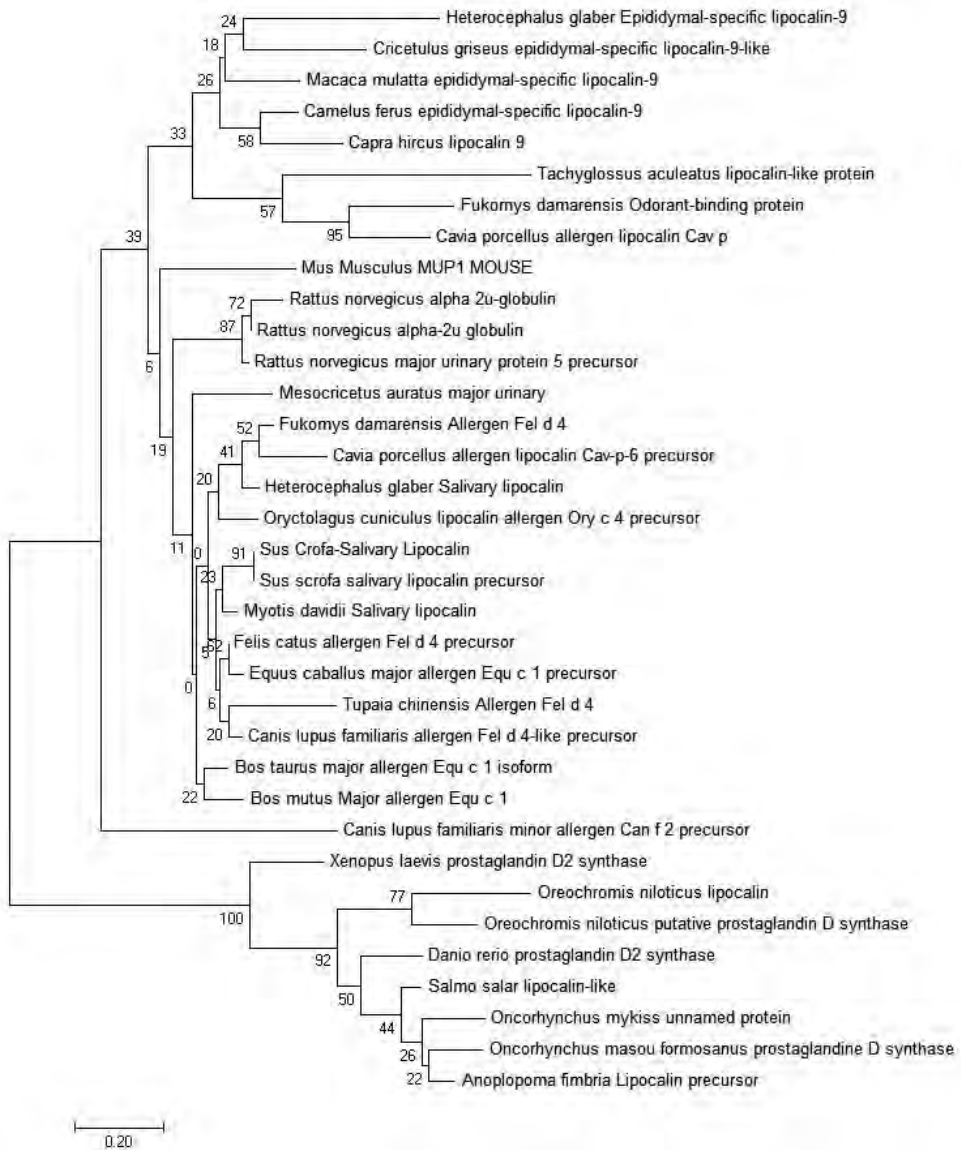 24
Heterocephalus glaber Epididymal-specific lipocalin-9
18
Cricetulus griseus epididymal-specific lipocalin-9-like
26
Macaca mulatta epididymal-specific lipocalin-9
Camelus ferus epididymal-specific lipocalin-9
33
58
Capra hircus lipocalin 9
Tachyglossus aculeatus lipocalin-like protein
57
Fukomys damarensis Odorant-binding protein
95
Cavia porcellus allergen lipocalin Cav p
39
Mus Musculus MUP1 MOUSE
72
Rattus norvegicus alpha 2u-globulin
87
Rattus norvegicus alpha-2u globulin
6
Rattus norvegicus major urinary protein 5 precursor
Mesocricetus auratus major urinary
52
Fukomys damarensis Allergen Fel d 4
19
41
Cavia porcellus allergen lipocalin Cav-p-6 precursor
20
Heterocephalus glaber Salivary lipocalin
Oryctolagus cuniculus lipocalin allergen Ory c 4 precursor
11
0
91
Sus Crofa-Salivary Lipocalin
23
Sus scrofa salivary lipocalin precursor
Myotis davidii Salivary lipocalin
5
52
Felis catus allergen Fel d 4 precursor
0
Equus caballus major allergen Equ c 1 precursor
6
Tupaia chinensis Allergen Fel d 4
20
Canis lupus familiaris allergen Fel d 4-like precursor
Bos taurus major allergen Equ c 1 isoform
22
Bos mutus Major allergen Equ c 1
Canis lupus familiaris minor allergen Can f 2 precursor
Xenopus laevis prostaglandin D2 synthase
77
Oreochromis niloticus lipocalin
100
Oreochromis niloticus putative prostaglandin D synthase
92
Danio rerio prostaglandin D2 synthase
50
Salmo salar lipocalin-like
44
Oncorhynchus mykiss unnamed protein
26
Oncorhynchus masou formosanus prostaglandine D synthase
22
Anoplopoma fimbria Lipocalin precursor
0.20